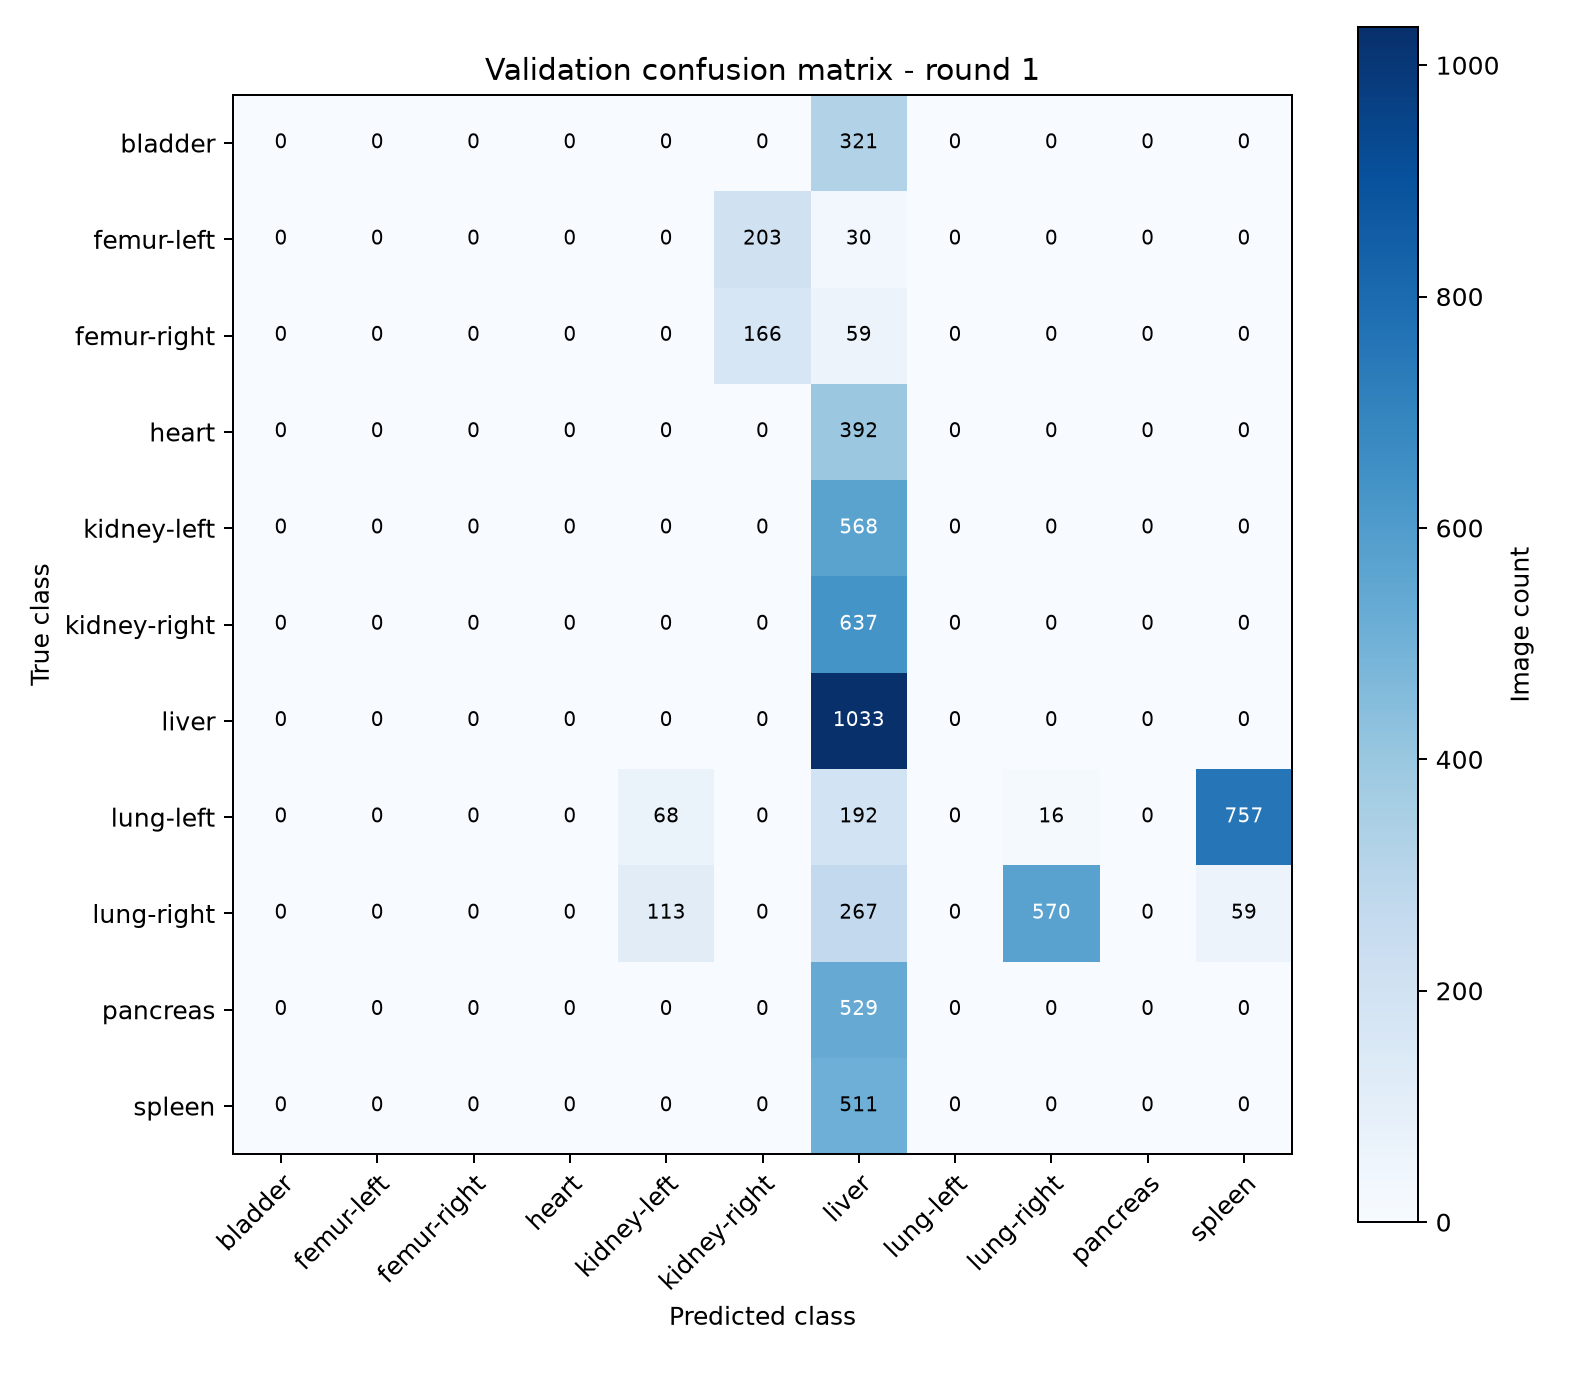 Validation confusion matrix - round 1
bladder 0 0 0 0 0 0 321 0 0 0 0
femur-left 0 0 0 0 0 203 30 0 0 0 0
femur-right 0 0 0 0 0 166 59 0 0 0 0
heart 0 0 0 0 0 0 392 0 0 0 0
kidney-left 0 0 0 0 0 0 568 0 0 0 0
kidney-right 0 0 0 0 0 0 637 0 0 0 0
liver 0 0 0 0 0 0 1033 0 0 0 0
lung-left 0 0 0 0 68 0 192 0 16 0 757
lung-right 0 0 0 0 113 0 267 0 570 0 59
pancreas 0 0 0 0 0 0 529 0 0 0 0
spleen 0 0 0 0 0 0 511 0 0 0 0
True class
bladder femur-left femur-right heart kidney-left kidney-right liver lung-left lung-right pancreas spleen
Predicted class
1000
800
600
400
200
0
Image count